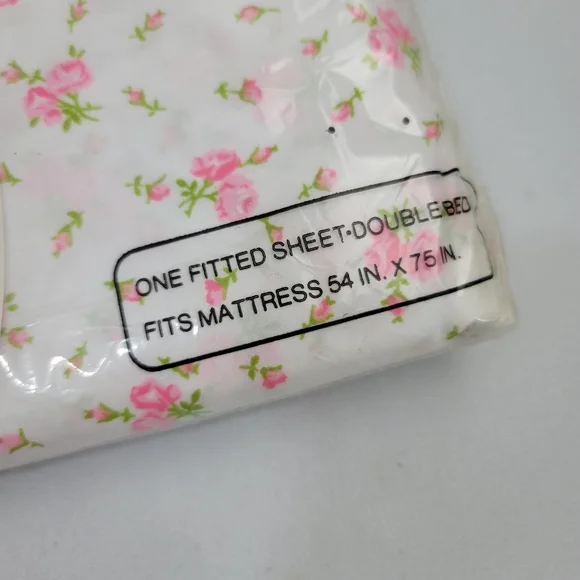 ONE FITTED SHEET•DOUBLE BED
FITS MATTRESS 54 IN. X 75 IN.